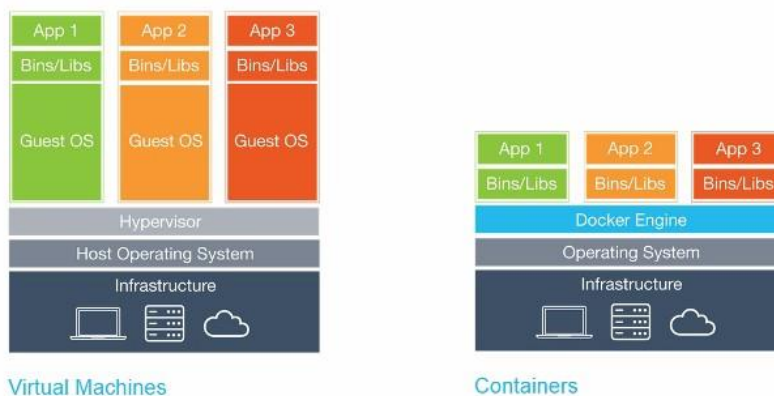 App 1
App 2
App 3
Bins/Libs
Bins/Libs
Bins/Libs
Guest OS
Guest OS
Guest OS
Hypervisor
Host Operating System
Infrastructure
Virtual Machines
App 1
App 2
App 3
Bins/Libs
Bins/Libs
Bins/Libs
Docker Engine
Operating System
Infrastructure
Containers